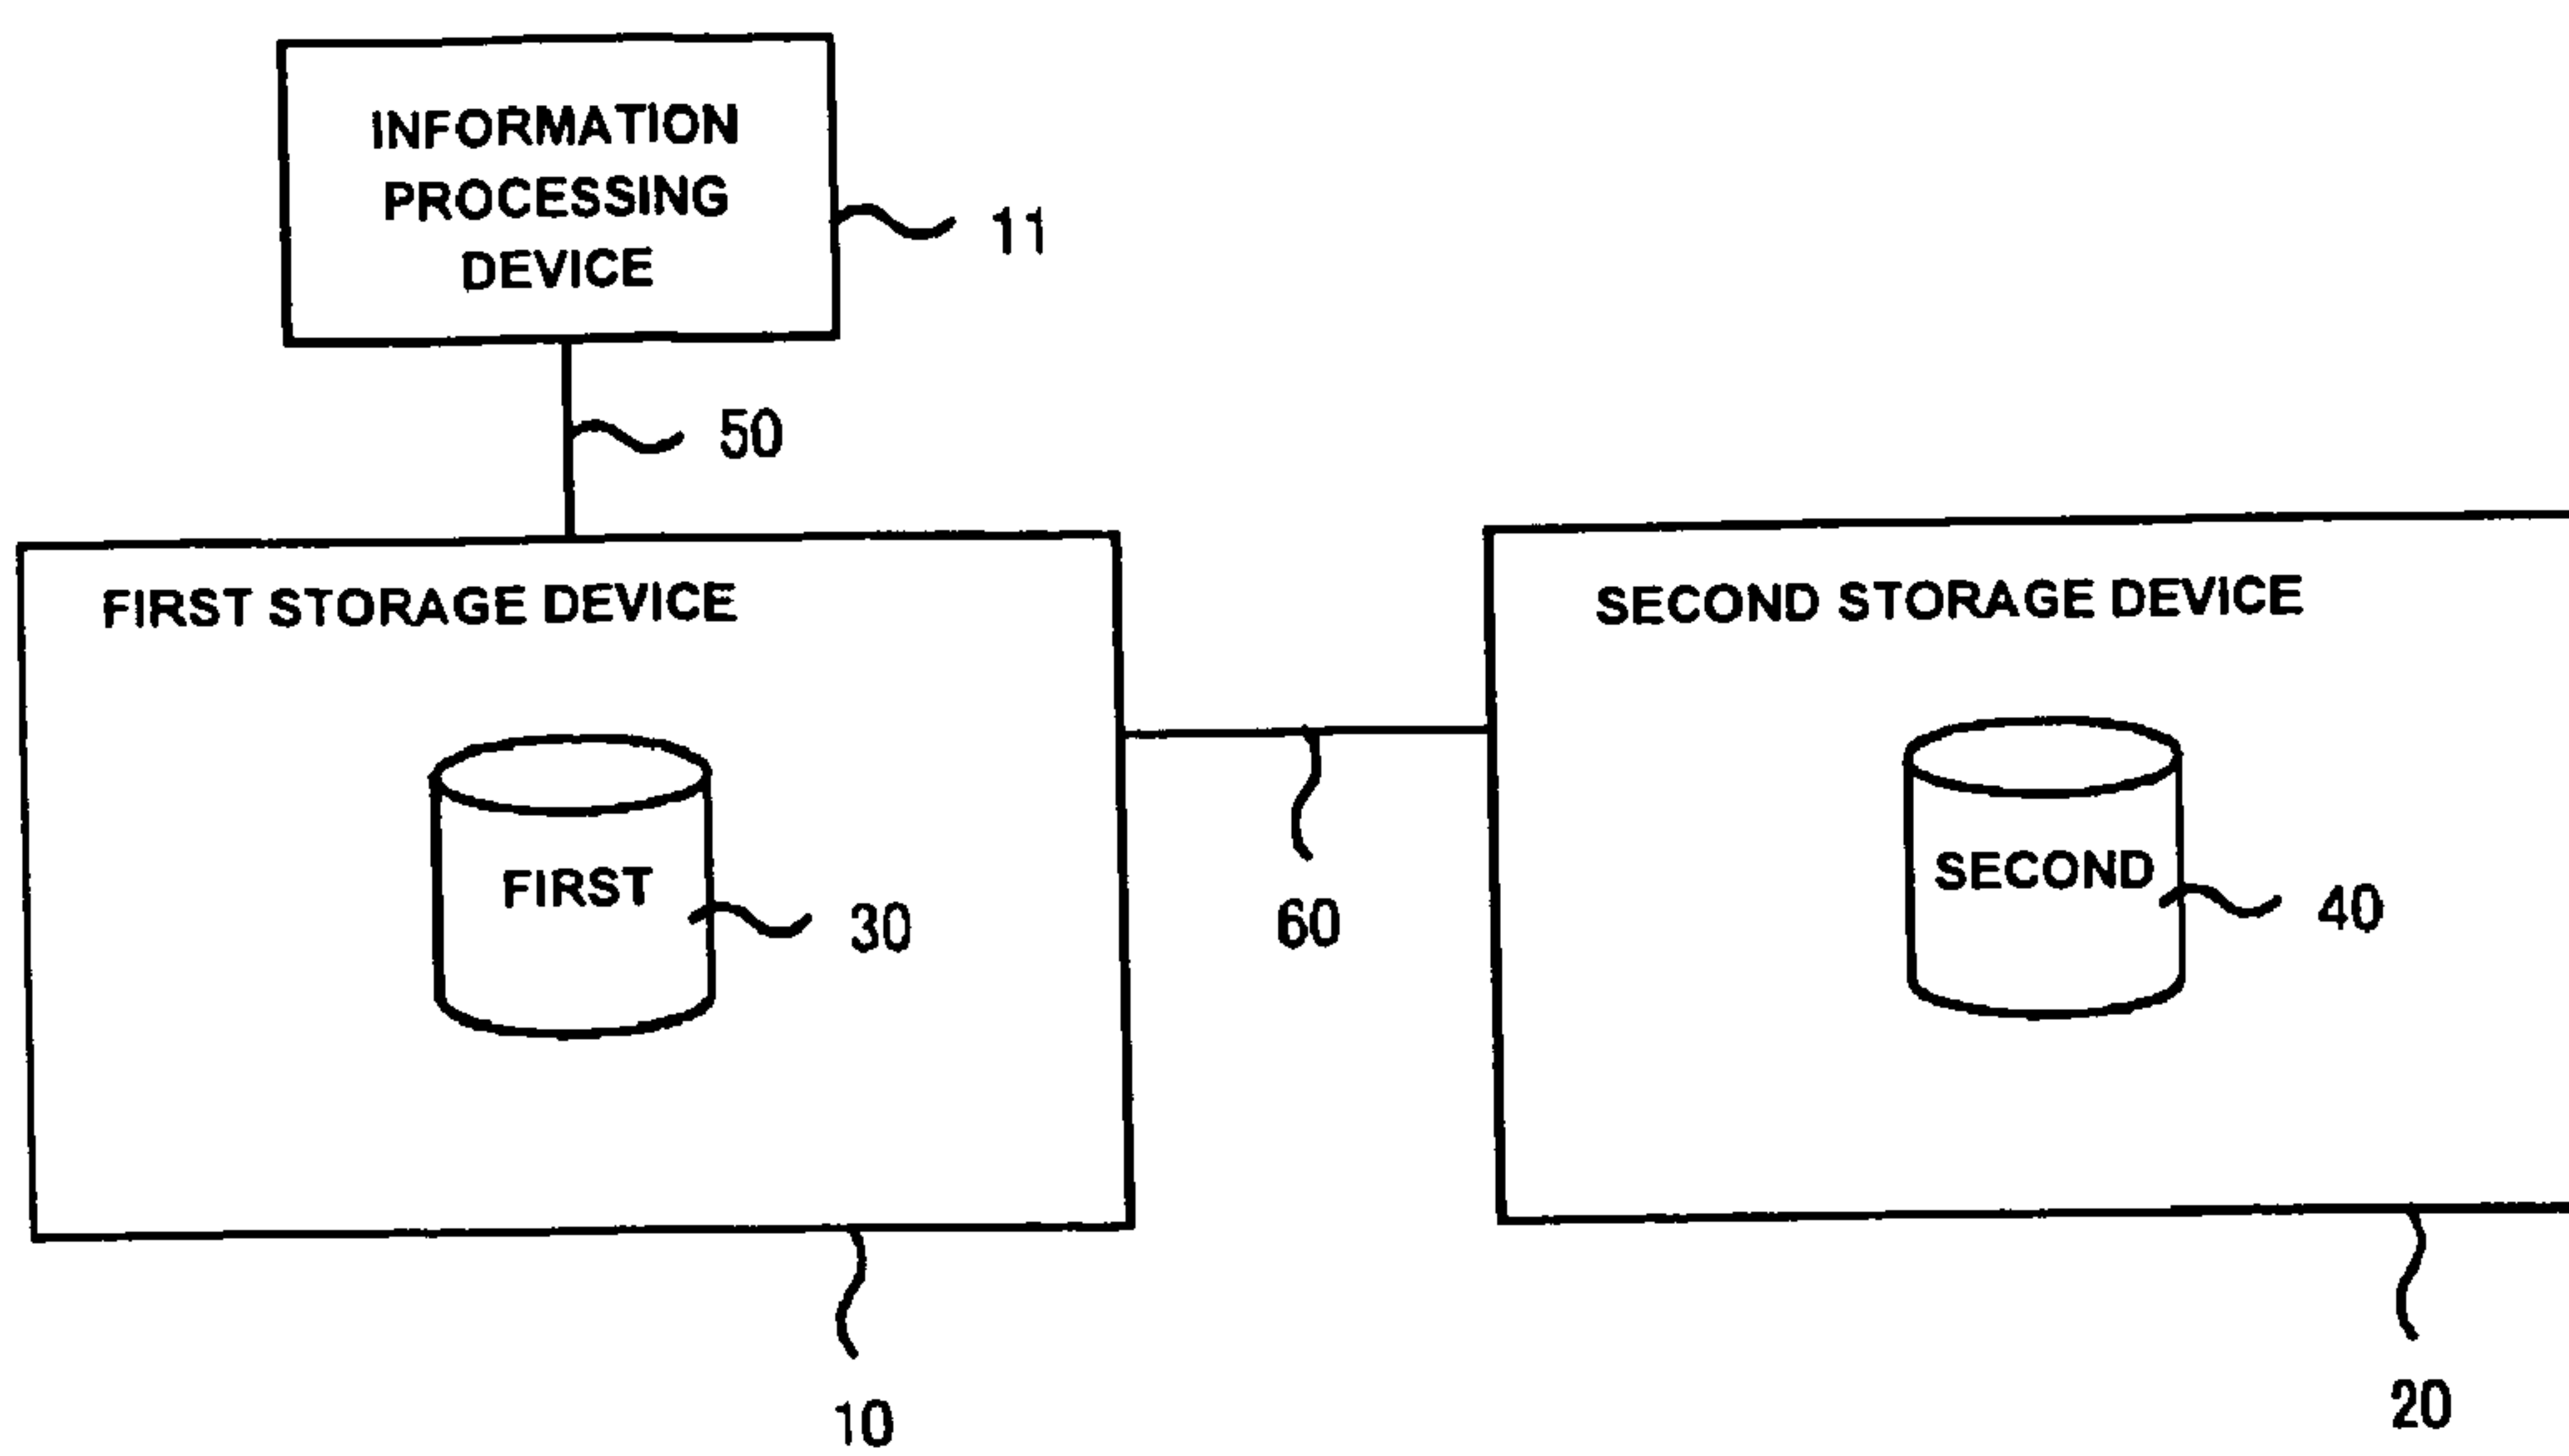 INFORMATION
PROCESSING
DEVICE
11
50
FIRST STORAGE DEVICE
SECOND STORAGE DEVICE
FIRST
30
60
SECOND
40
10
20